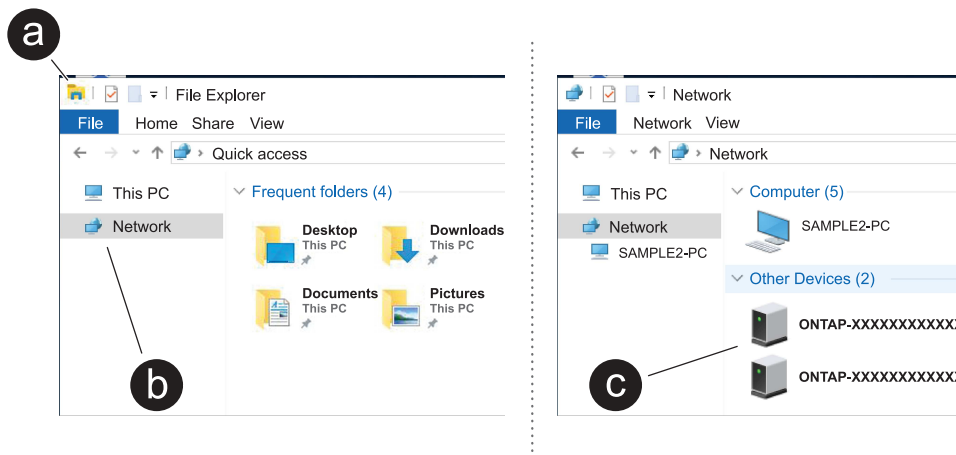 a
File Explorer
File Home Share View
Quick access
This PC
Network
Frequent folders (4)
Desktop
This PC
Downloads
This PC
Documents
This PC
Pictures
This PC
b
Network
File Network View
Network
This PC
Network
SAMPLE2-PC
Computer (5)
SAMPLE2-PC
Other Devices (2)
ONTAP-XXXXXXXXXXXX
ONTAP-XXXXXXXXXXXX
c